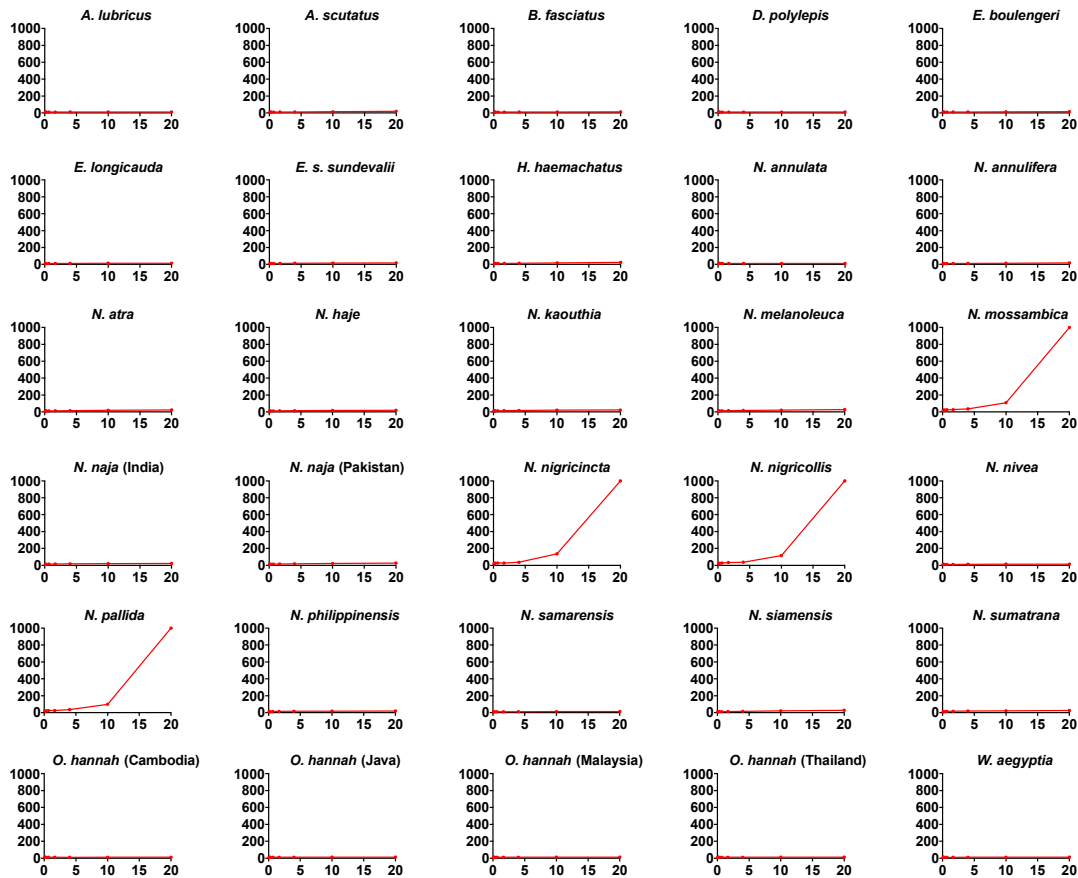 A. lubricus A. scutatus B. fasciatus D. polylepis E. boulengeri
1000 1000 1000 1000 1000
800 800 800 800 800
600 600 600 600 600
400 400 400 400 400
200 200 200 200 200
0 0 0 0 0
0 5 10 15 20 0 5 10 15 20 0 5 10 15 20 0 5 10 15 20 0 5 10 15 20
E. longicauda E. s. sundevalii H. haemachatus N. annulata N. annulifera
1000 1000 1000 1000 1000
800 800 800 800 800
600 600 600 600 600
400 400 400 400 400
200 200 200 200 200
0 0 0 0 0
0 5 10 15 20 0 5 10 15 20 0 5 10 15 20 0 5 10 15 20 0 5 10 15 20
N. atra N. haje N. kaouthia N. melanoleuca N. mossambica
1000 1000 1000 1000 1000
800 800 800 800 800
600 600 600 600 600
400 400 400 400 400
200 200 200 200 200
0 0 0 0 0
0 5 10 15 20 0 5 10 15 20 0 5 10 15 20 0 5 10 15 20 0 5 10 15 20
N. naja (India) N. naja (Pakistan) N. nigricincta N. nigricollis N. nivea
1000 1000 1000 1000 1000
800 800 800 800 800
600 600 600 600 600
400 400 400 400 400
200 200 200 200 200
0 0 0 0 0
0 5 10 15 20 0 5 10 15 20 0 5 10 15 20 0 5 10 15 20 0 5 10 15 20
N. pallida N. philippinensis N. samarensis N. siamensis N. sumatrana
1000 1000 1000 1000 1000
800 800 800 800 800
600 600 600 600 600
400 400 400 400 400
200 200 200 200 200
0 0 0 0 0
0 5 10 15 20 0 5 10 15 20 0 5 10 15 20 0 5 10 15 20 0 5 10 15 20
O. hannah (Cambodia) O. hannah (Java) O. hannah (Malaysia) O. hannah (Thailand) W. aegyptia
1000 1000 1000 1000 1000
800 800 800 800 800
600 600 600 600 600
400 400 400 400 400
200 200 200 200 200
0 0 0 0 0
0 5 10 15 20 0 5 10 15 20 0 5 10 15 20 0 5 10 15 20 0 5 10 15 20